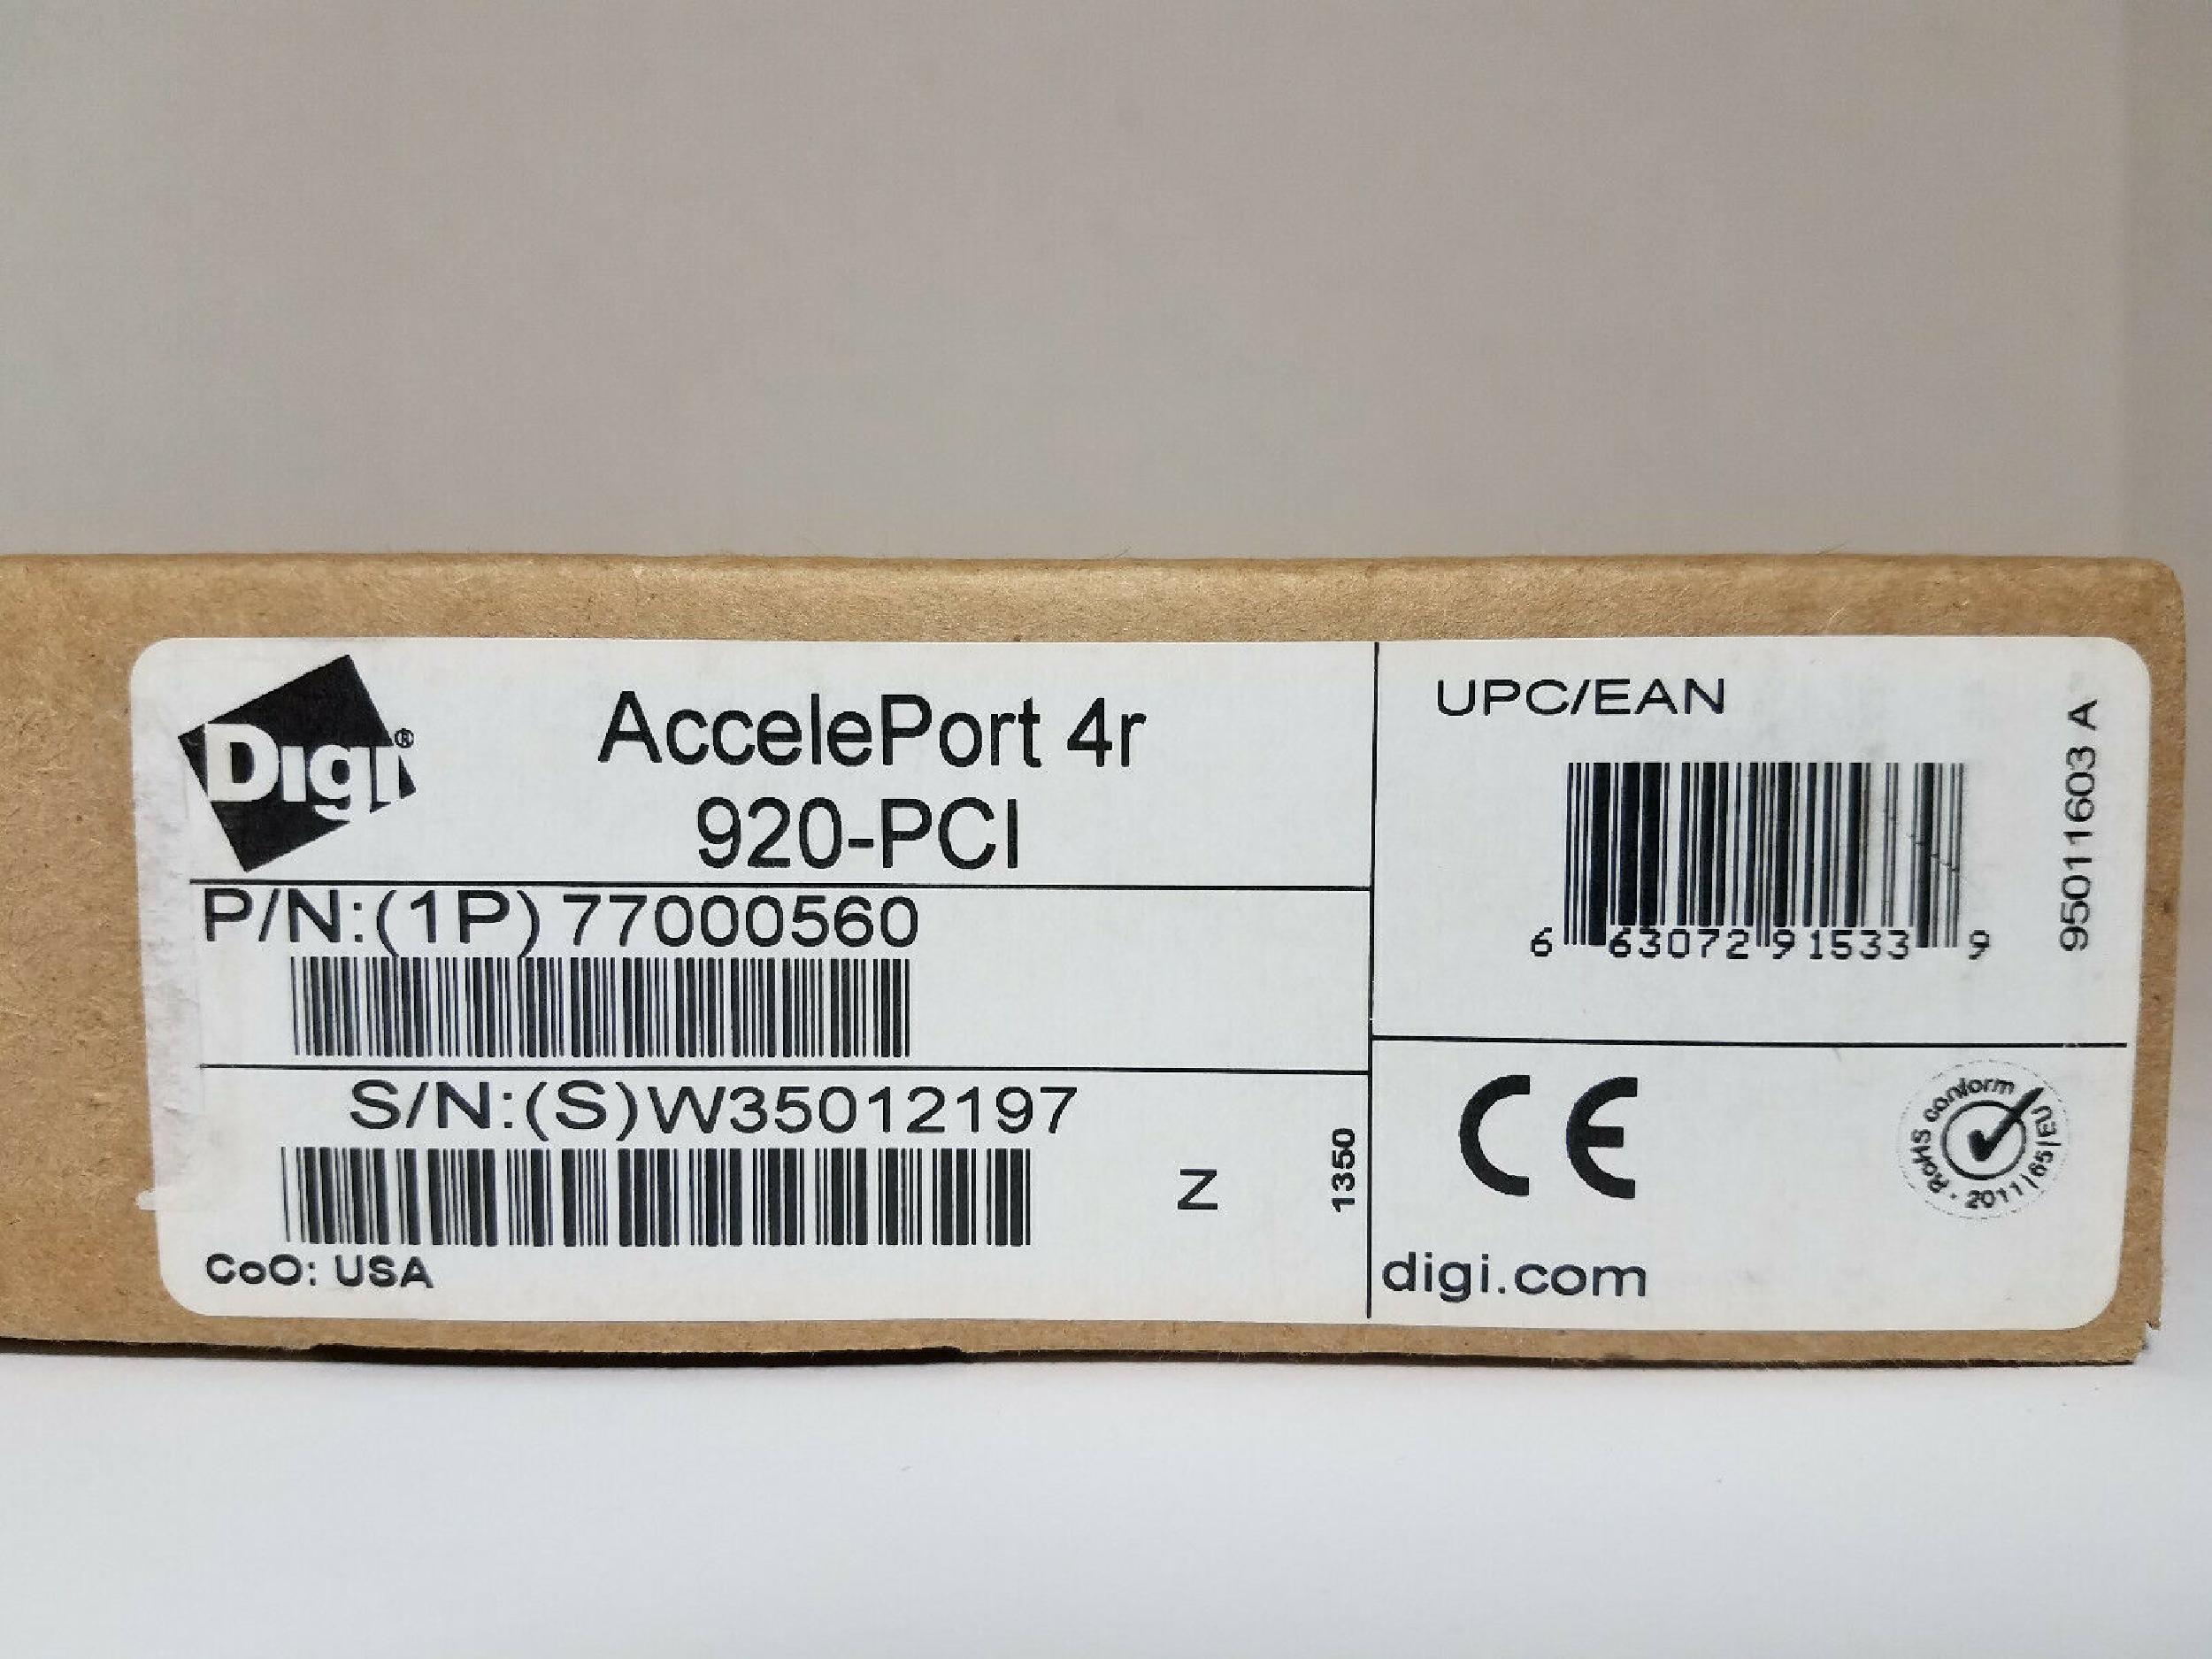 Digi®
AccelePort 4r
920-PCI
P/N:(1P) 77000560
S/N:(S)W35012197
Z
1350
CoO: USA
UPC/EAN
6 63072 91533 9
95011603 A
CE
RoHS conform 2011/65/EU
digi.com